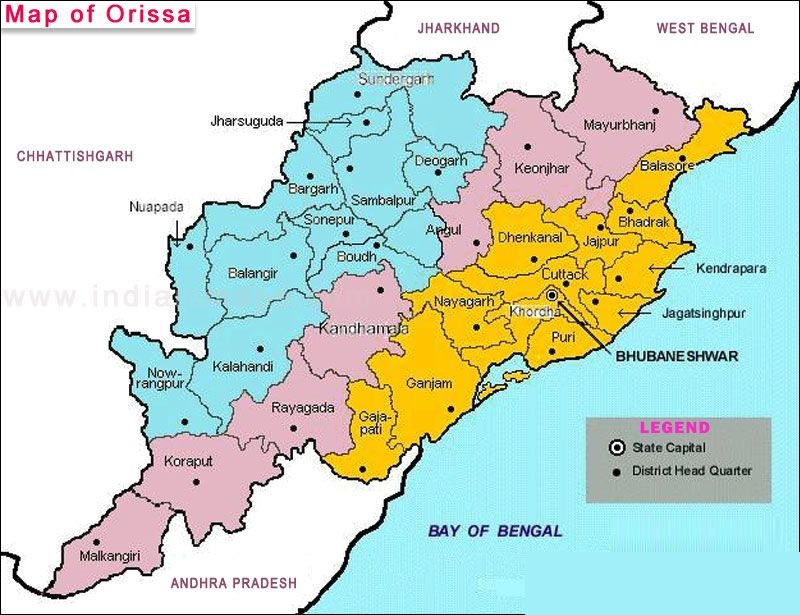 Map of Orissa
JHARKHAND
WEST BENGAL
CHHATTISHGARH
Sundergarh
Jharsuguda
Mayurbhanj
Keonjhar
Deogarh
Balasore
Bargarh
Sambalpur
Nuapada
Sonepur
Angul
Bhadrak
Dhenkanal
Jajpur
Boudh
Balangir
Cuttack
Kendrapara
www.india
Nayagarh
Khordha
Jagatsinghpur
Kandhamala
Puri
BHUBANESHWAR
Kalahandi
Now-
rangpur
Ganjam
Rayagada
Gaja-
pati
LEGEND
State Capital
District Head Quarter
Koraput
BAY OF BENGAL
Malkangiri
ANDHRA PRADESH